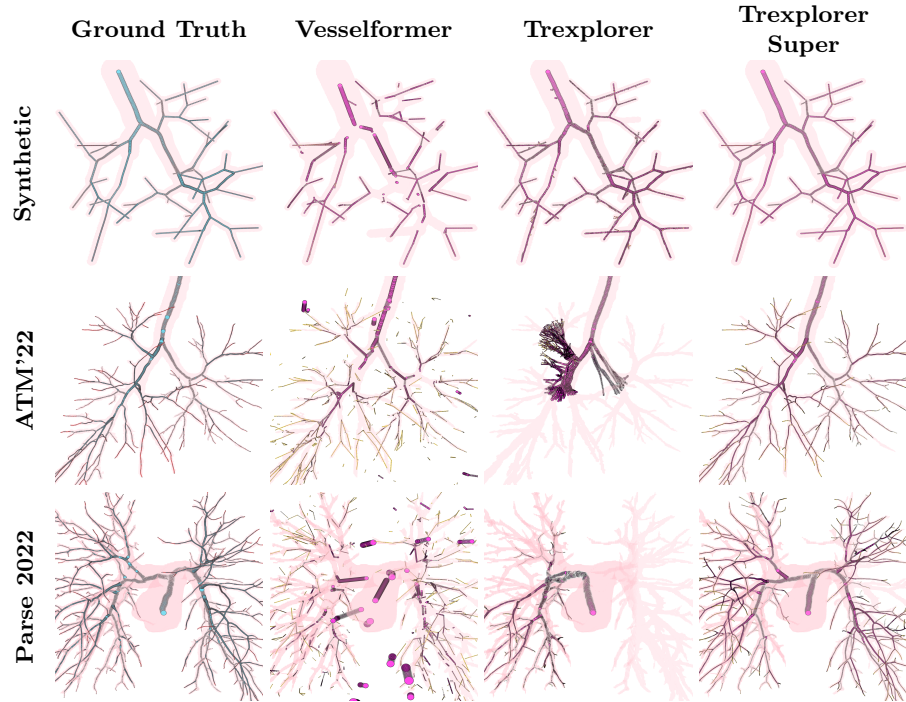 Ground Truth
Vesselformer
Trexplorer
Trexplorer
Super
Synthetic
ATM'22
Parse 2022